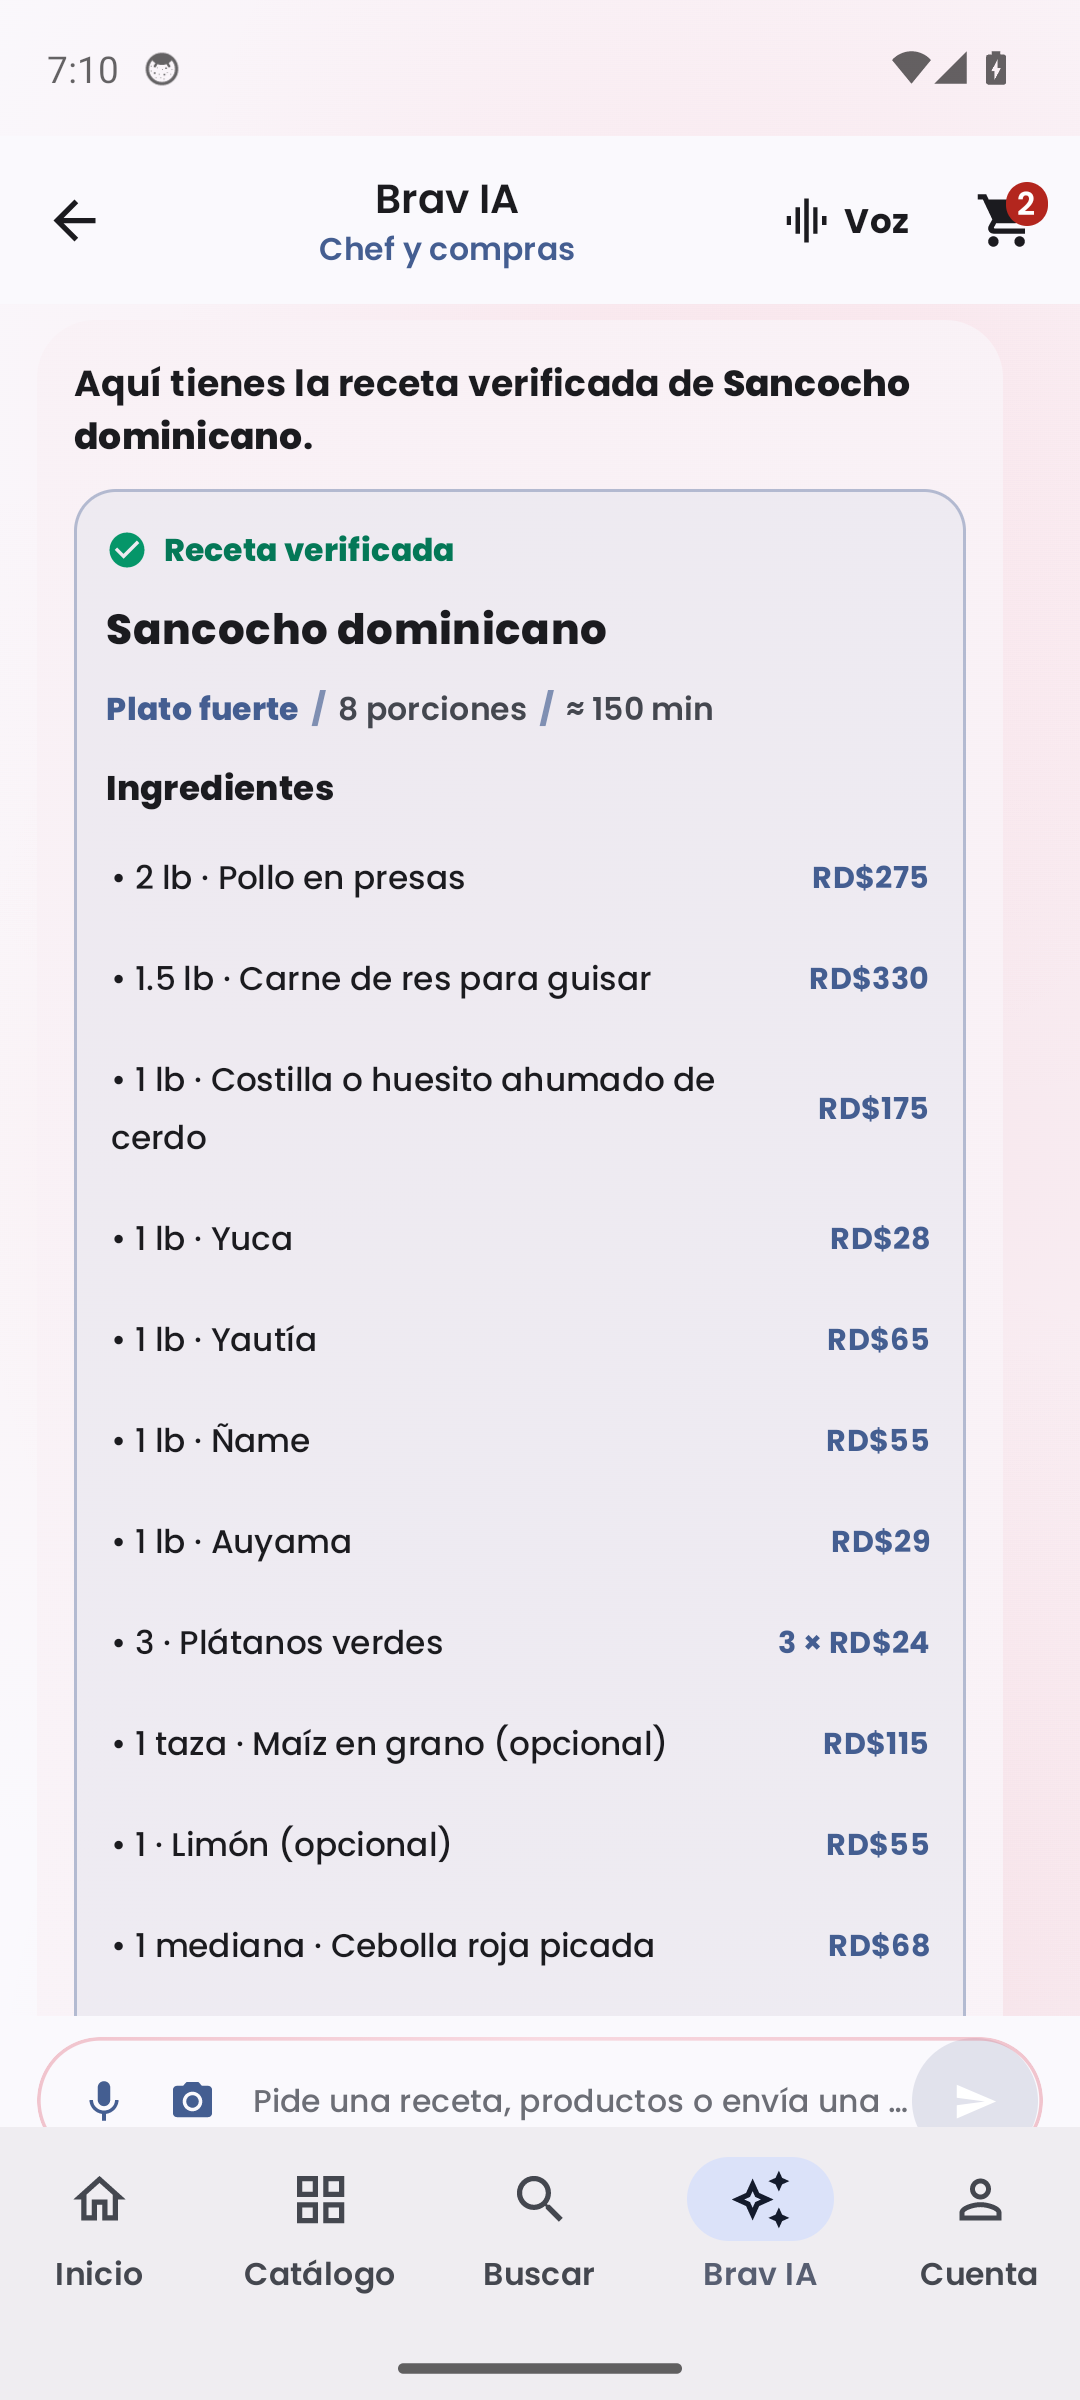 7:10
Brav IA
Chef y compras
Voz
2
Aquí tienes la receta verificada de Sancocho
dominicano.
Receta verificada
Sancocho dominicano
Plato fuerte / 8 porciones / ≈ 150 min
Ingredientes
• 2 lb · Pollo en presas RD$275
• 1.5 lb · Carne de res para guisar RD$330
• 1 lb · Costilla o huesito ahumado de
cerdo RD$175
• 1 lb · Yuca RD$28
• 1 lb · Yautía RD$65
• 1 lb · Ñame RD$55
• 1 lb · Auyama RD$29
• 3 · Plátanos verdes 3 × RD$24
• 1 taza · Maíz en grano (opcional) RD$115
• 1 · Limón (opcional) RD$55
• 1 mediana · Cebolla roja picada RD$68
Pide una receta, productos o envía una ...
Inicio
Catálogo
Buscar
Brav IA
Cuenta